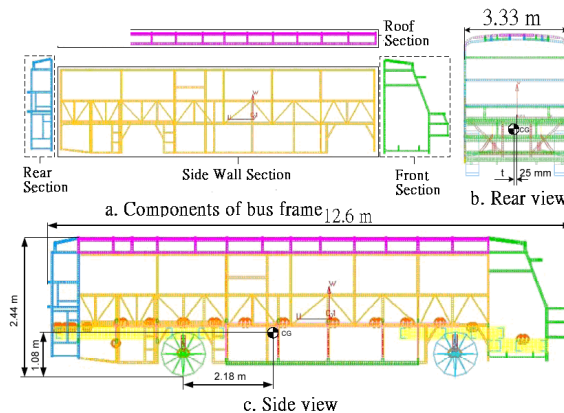 3.33 m
Roof
Section
w
u
Rear
Section
Side Wall Section
Front
Section
CG
t
25 mm
a. Components of bus frame
b. Rear view
12.6 m
2.44 m
1.08 m
w
u
CG
2.18 m
c. Side view